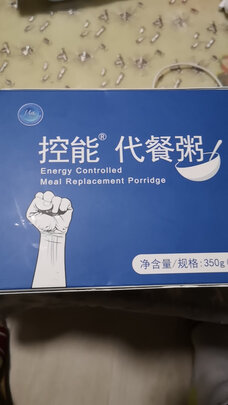 控能® 代餐粥
Energy Controlled
Meal Replacement Porridge
净含量/规格: 350g